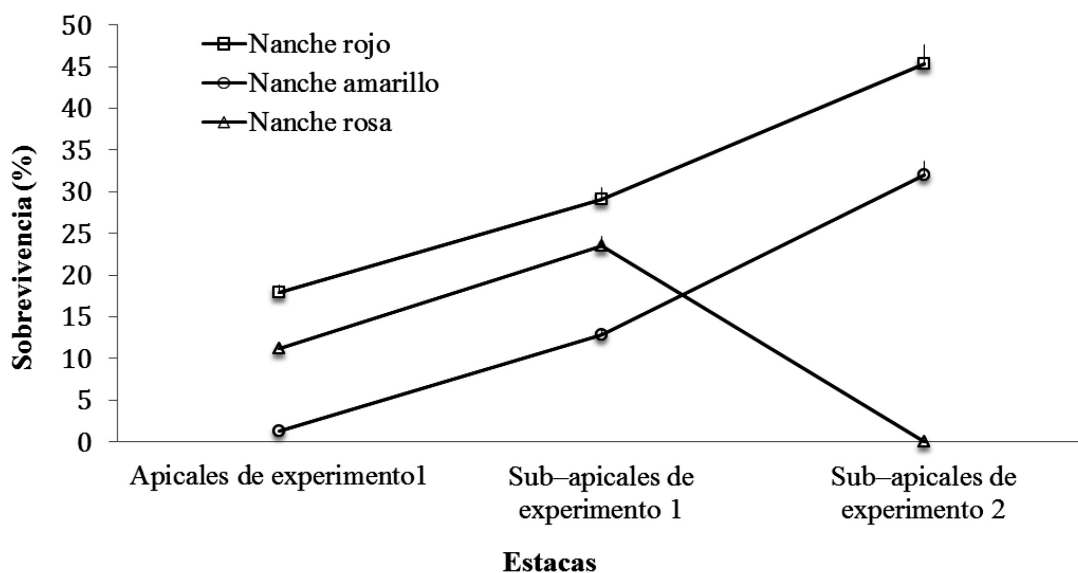 50
45
40
35
30
25
20
15
10
5
0
Sobrevivencia (%)
Nanche rojo
Nanche amarillo
Nanche rosa
Apicales de experimento1
Sub–apicales de
experimento 1
Sub–apicales de
experimento 2
Estacas